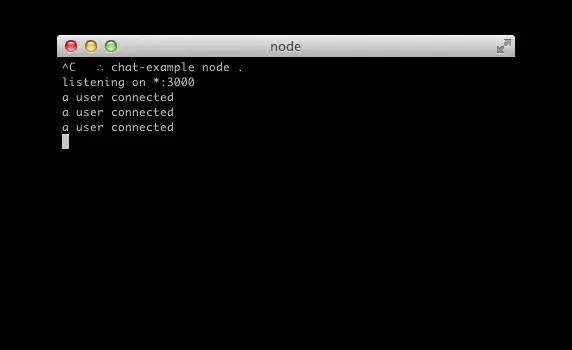 node
^C ∴ chat-example node .
listening on *:3000
a user connected
a user connected
a user connected